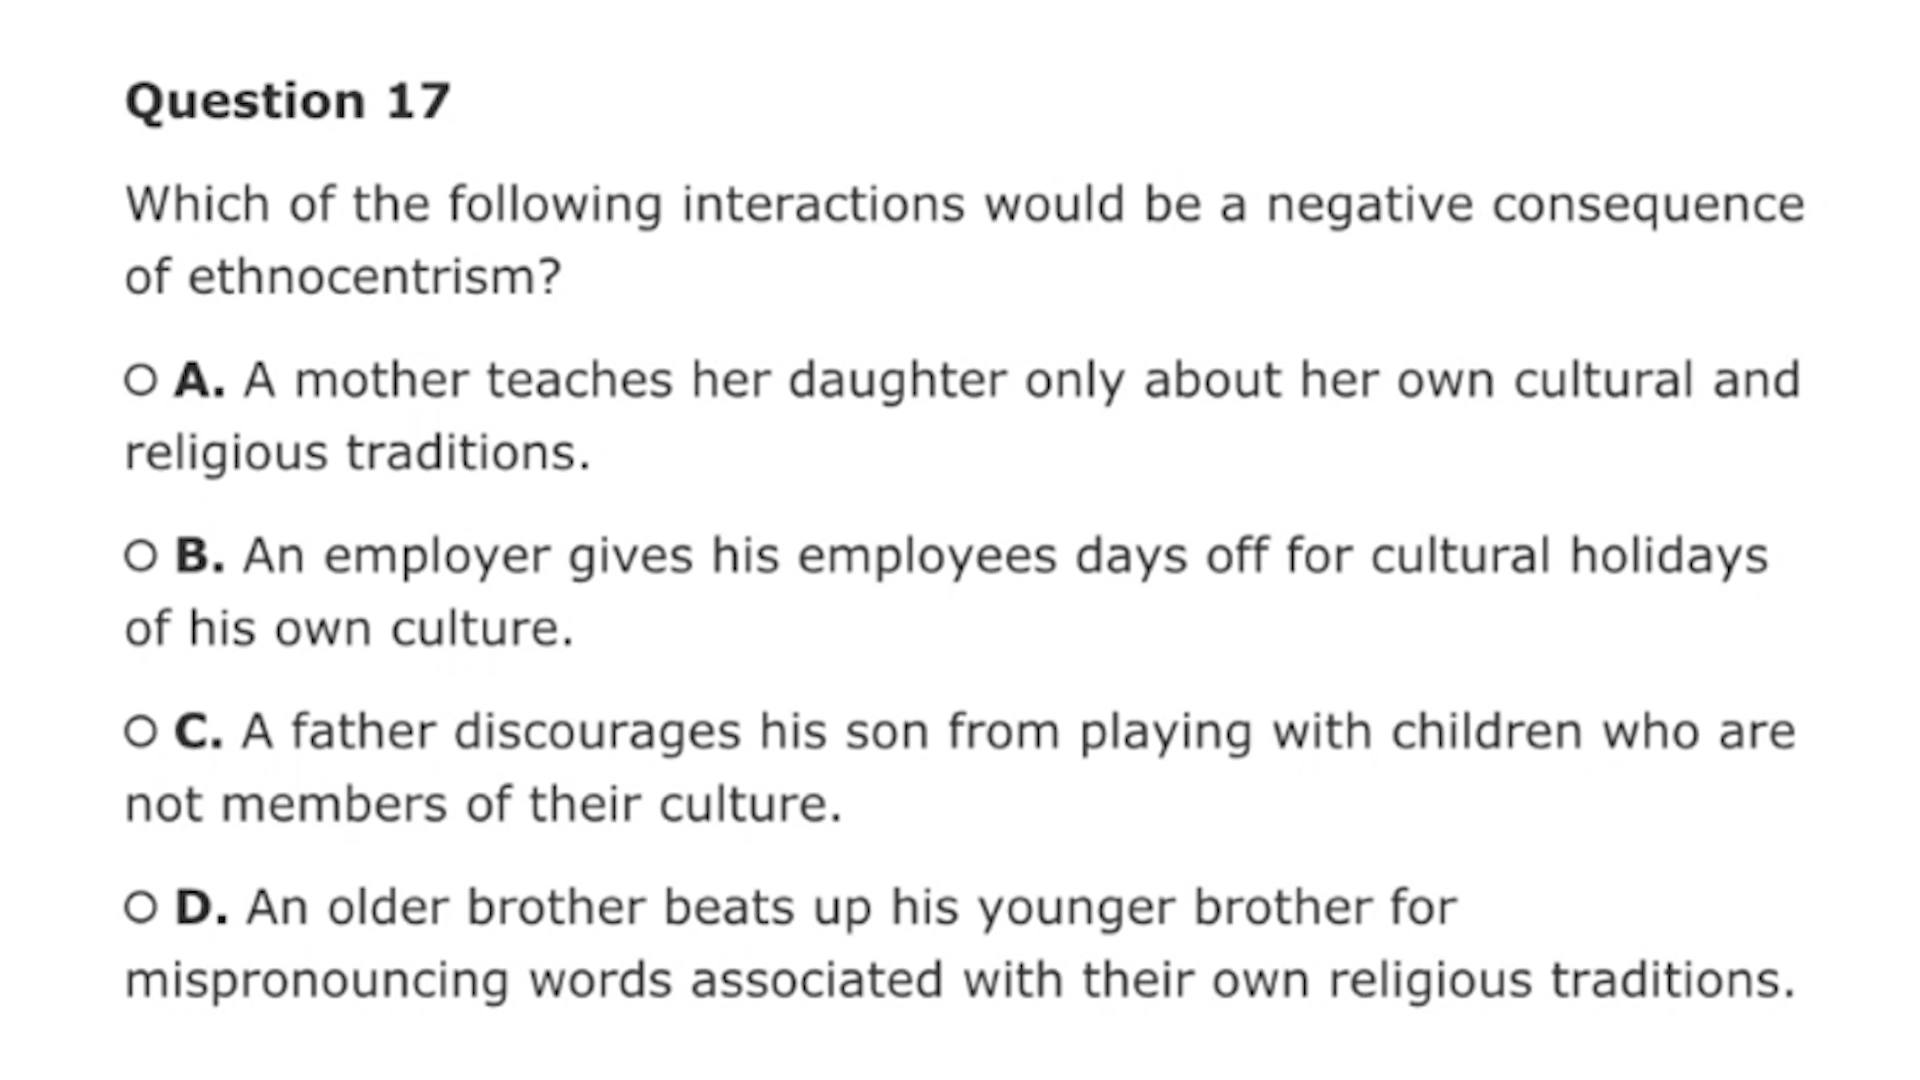 Question 17
Which of the following interactions would be a negative consequence
of ethnocentrism?
A. A mother teaches her daughter only about her own cultural and
religious traditions.
B. An employer gives his employees days off for cultural holidays
of his own culture.
C. A father discourages his son from playing with children who are
not members of their culture.
D. An older brother beats up his younger brother for
mispronouncing words associated with their own religious traditions.